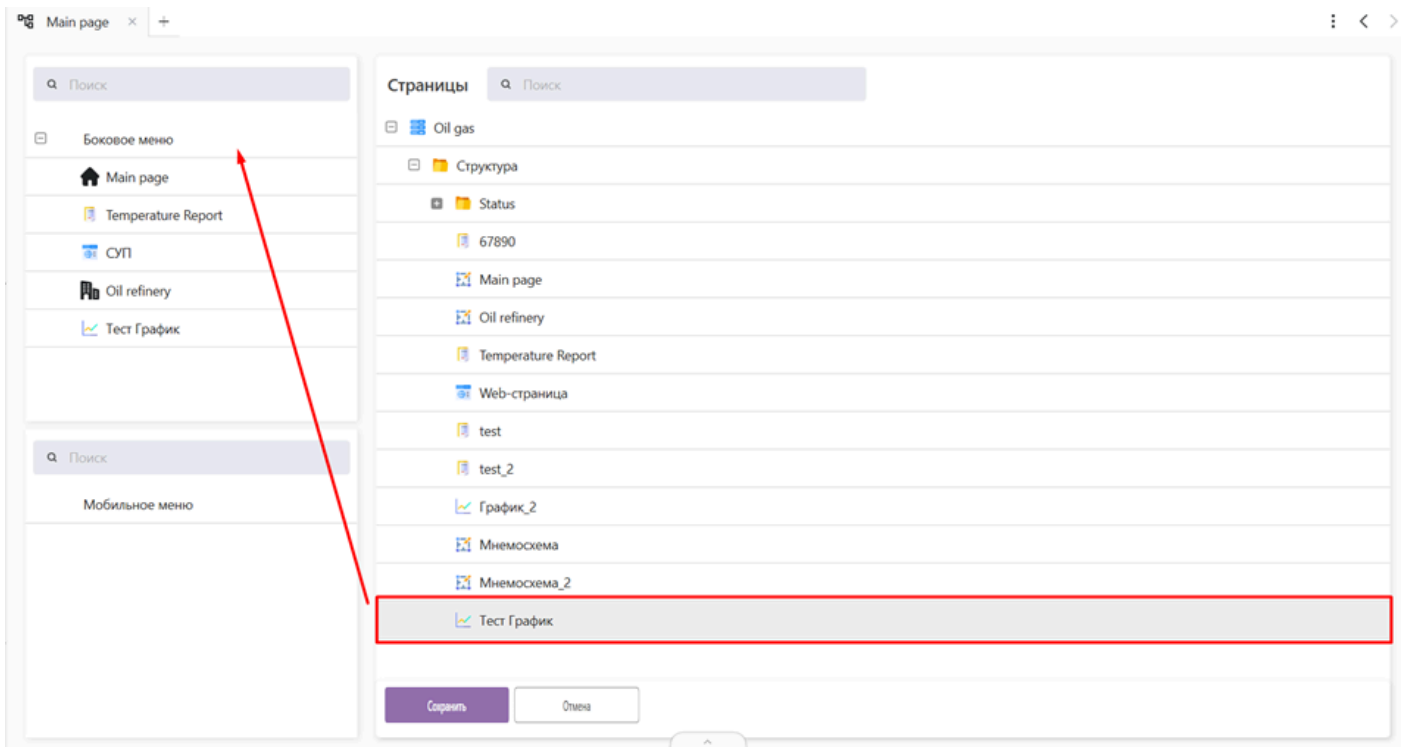 Main page
Поиск
Боковое меню
Main page
Temperature Report
СУП
Oil refinery
Тест График
Поиск
Мобильное меню
Страницы
Поиск
Oil gas
Структура
Status
67890
Main page
Oil refinery
Temperature Report
Web-страница
test
test_2
График_2
Мнемосхема
Мнемосхема_2
Тест График
Сохранить
Отмена